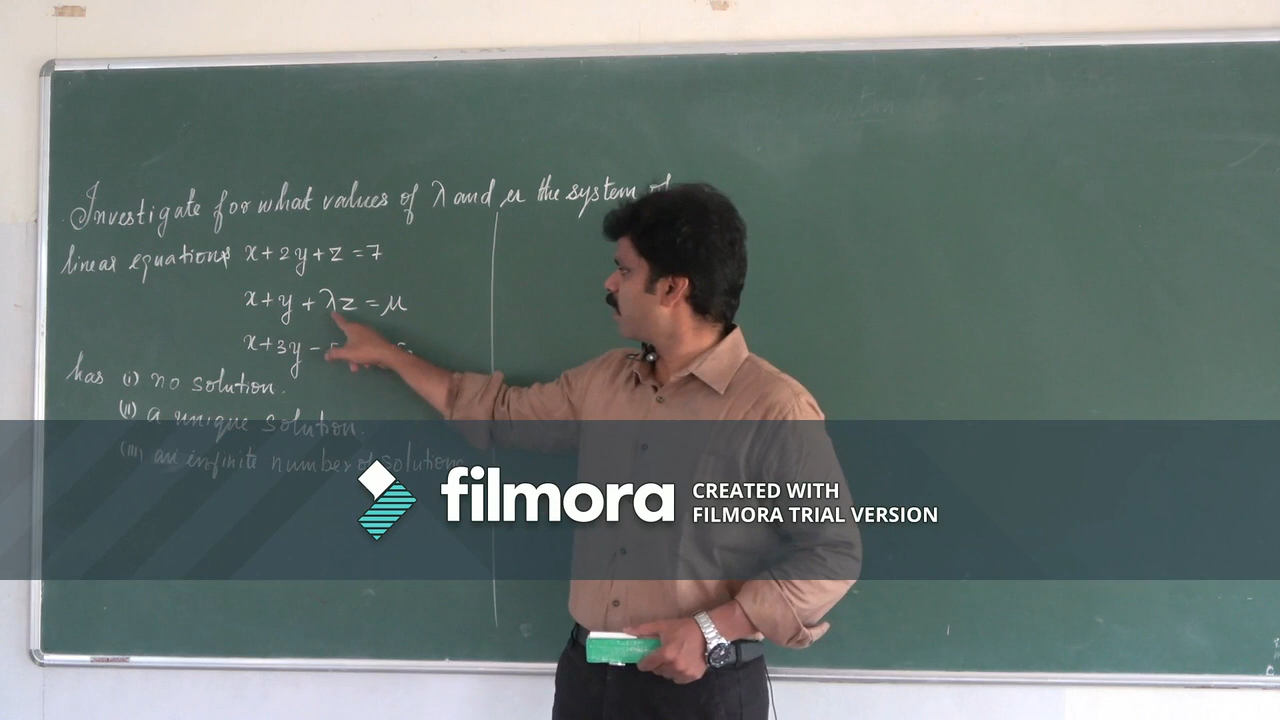 Investigate for what values of λ and μ the system of
linear equations x + 2y + z = 7
x + y + λz = μ
x + 3y -
has (i) no solution.
(ii) a unique solution.
(iii) an infinite number of solutions
filmora CREATED WITH
FILMORA TRIAL VERSION